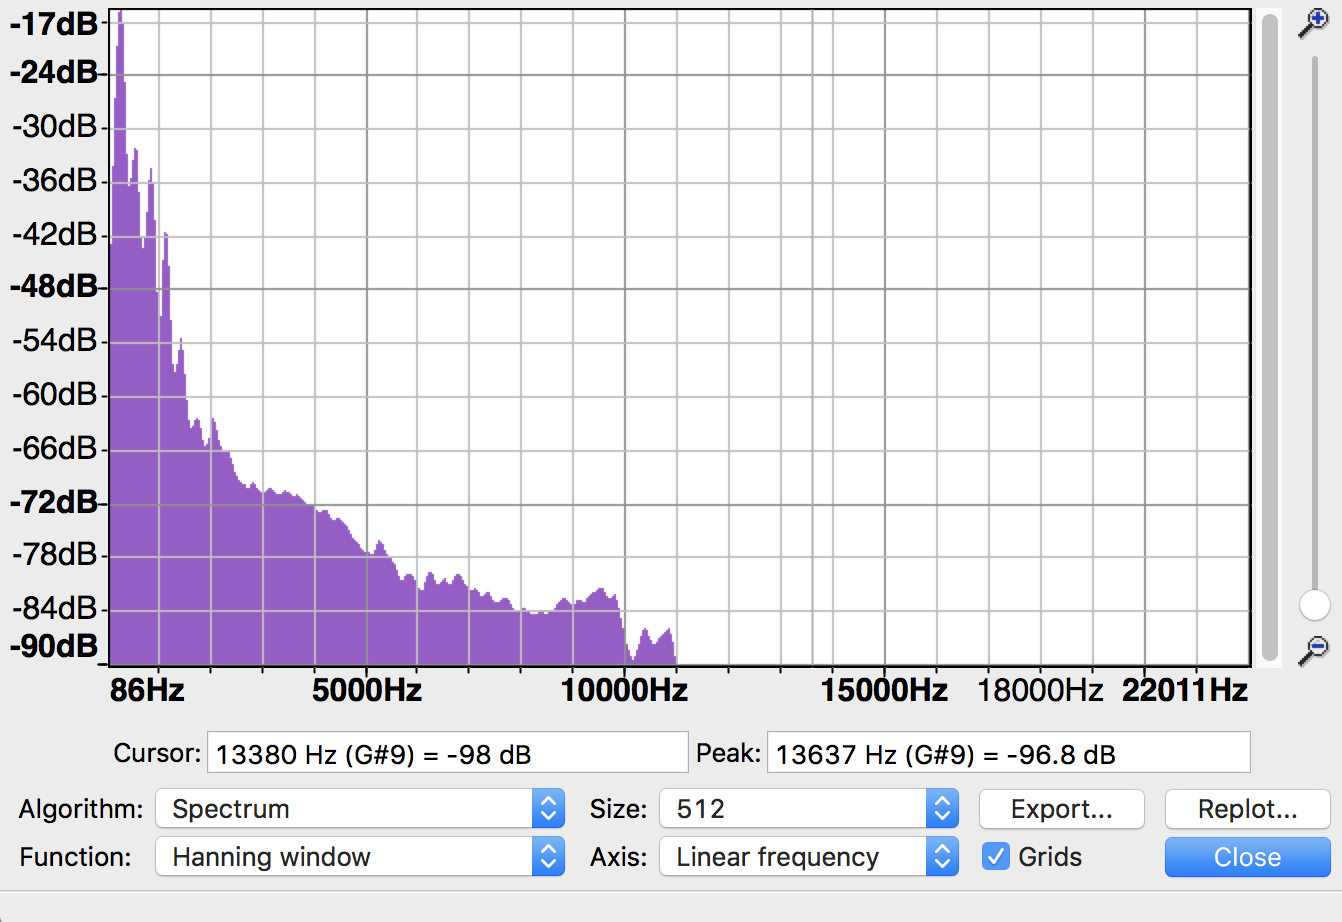 -17dB
-24dB
-30dB
-36dB
-42dB
-48dB
-54dB
-60dB
-66dB
-72dB
-78dB
-84dB
-90dB
86Hz 5000Hz 10000Hz 15000Hz 18000Hz 22011Hz
Cursor: 13380 Hz (G#9) = -98 dB Peak: 13637 Hz (G#9) = -96.8 dB
Algorithm: Spectrum Size: 512 Export... Replot...
Function: Hanning window Axis: Linear frequency Grids Close